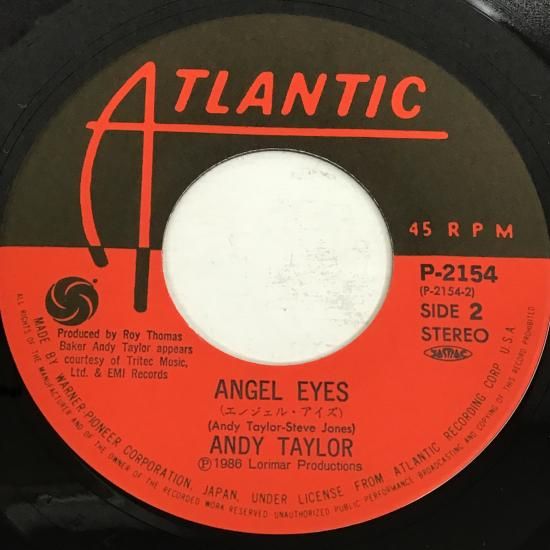 ATLANTIC
45 RPM
P-2154
(P-2154-2)
SIDE 2
STEREO
JASRAC
Produced by Roy Thomas
Baker Andy Taylor appears
courtesy of Tritec Music,
Ltd. & EMI Records
ANGEL EYES
(エンジェル・アイズ)
(Andy Taylor-Steve Jones)
ANDY TAYLOR
Ⓟ1986 Lorimar Productions
MADE BY WARNER-PIONEER CORPORATION, JAPAN, UNDER LICENSE FROM ATLANTIC RECORDING CORP. U.S.A.
ALL RIGHTS OF THE MANUFACTURER AND OF THE OWNER OF THE RECORDED WORK RESERVED UNAUTHORIZED PUBLIC PERFORMANCE BROADCASTING AND COPYING OF THIS RECORD PROHIBITED